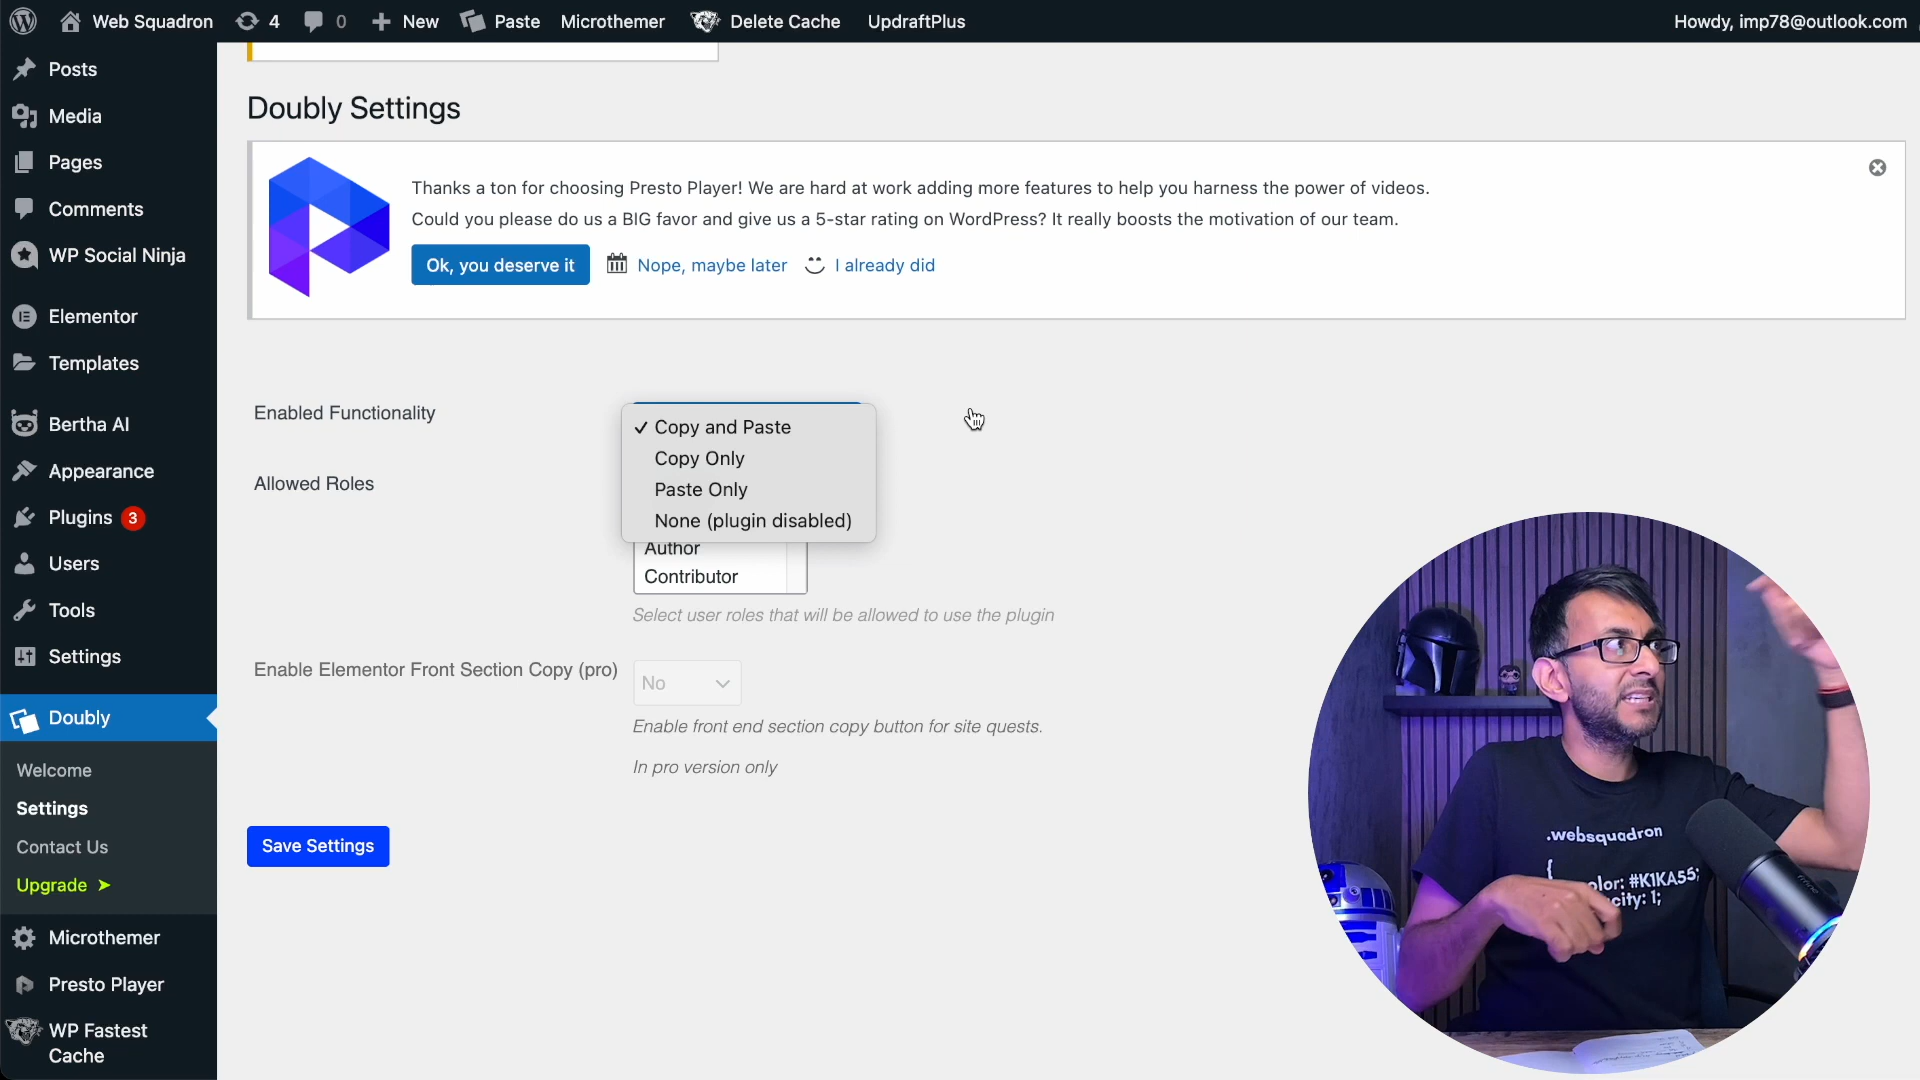 Web Squadron
4
0
New
Paste
Microthemer
Delete Cache
UpdraftPlus
Howdy, imp78@outlook.com
Posts
Media
Pages
Comments
WP Social Ninja
Elementor
Templates
Bertha AI
Appearance
Plugins 3
Users
Tools
Settings
Doubly
Welcome
Settings
Contact Us
Upgrade ➤
Microthemer
Presto Player
WP Fastest
Cache
Doubly Settings
Thanks a ton for choosing Presto Player! We are hard at work adding more features to help you harness the power of videos.
Could you please do us a BIG favor and give us a 5-star rating on WordPress? It really boosts the motivation of our team.
Ok, you deserve it
Nope, maybe later
I already did
Enabled Functionality
✓ Copy and Paste
Copy Only
Paste Only
None (plugin disabled)
Allowed Roles
Author
Contributor
Select user roles that will be allowed to use the plugin
Enable Elementor Front Section Copy (pro)
No
Enable front end section copy button for site quests.
In pro version only
Save Settings
.websquadron
{
olor: #K1KA55;
city: 1;